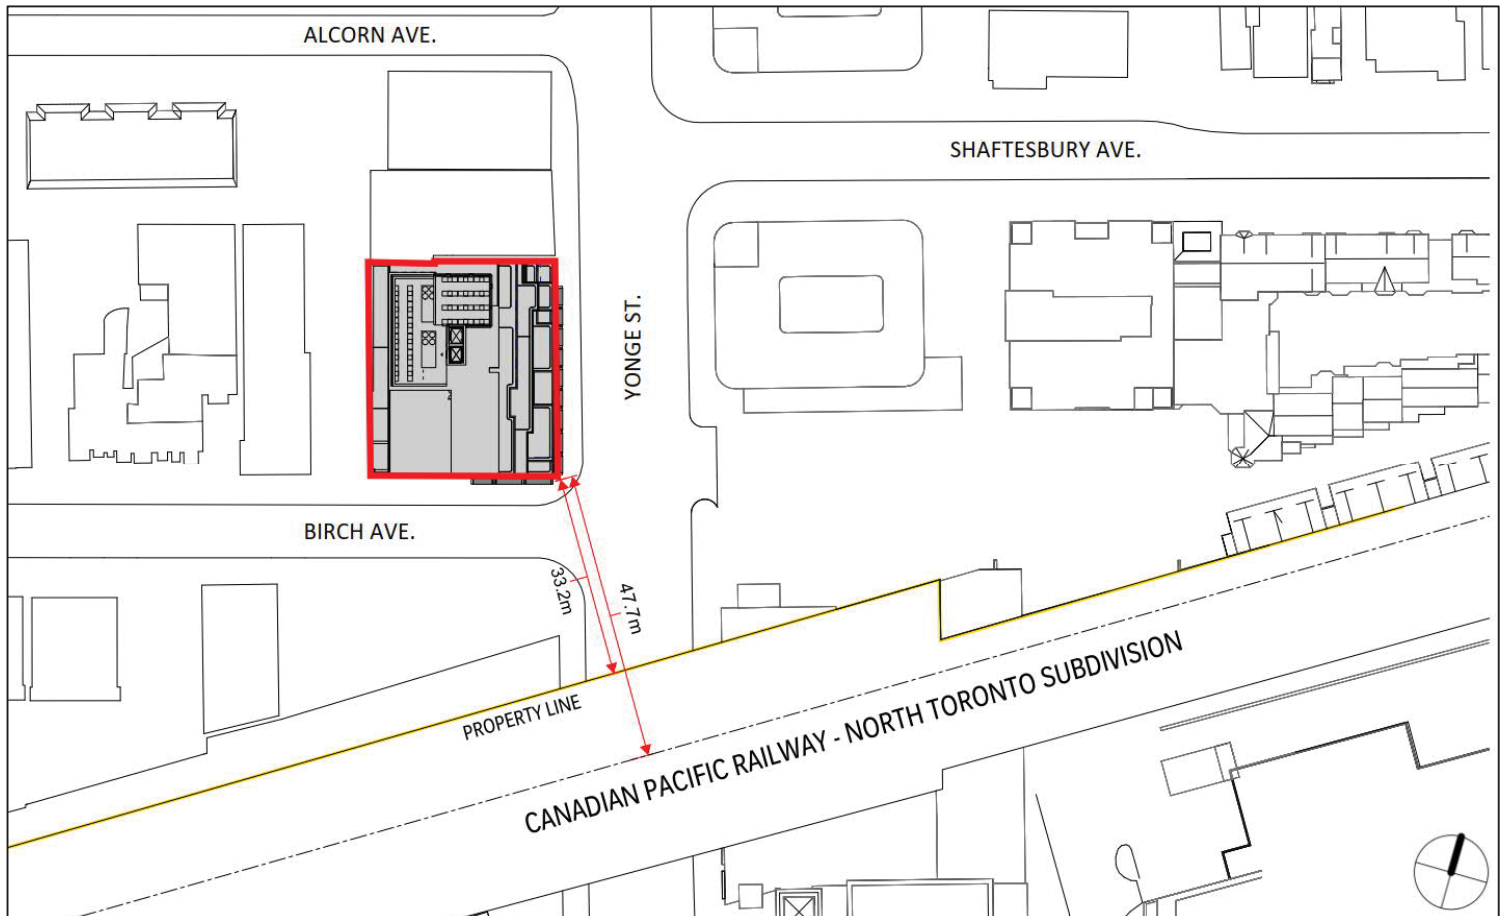 ALCORN AVE.
SHAFTESBURY AVE.
YONGE ST.
BIRCH AVE.
33.2m
47.7m
PROPERTY LINE
CANADIAN PACIFIC RAILWAY - NORTH TORONTO SUBDIVISION